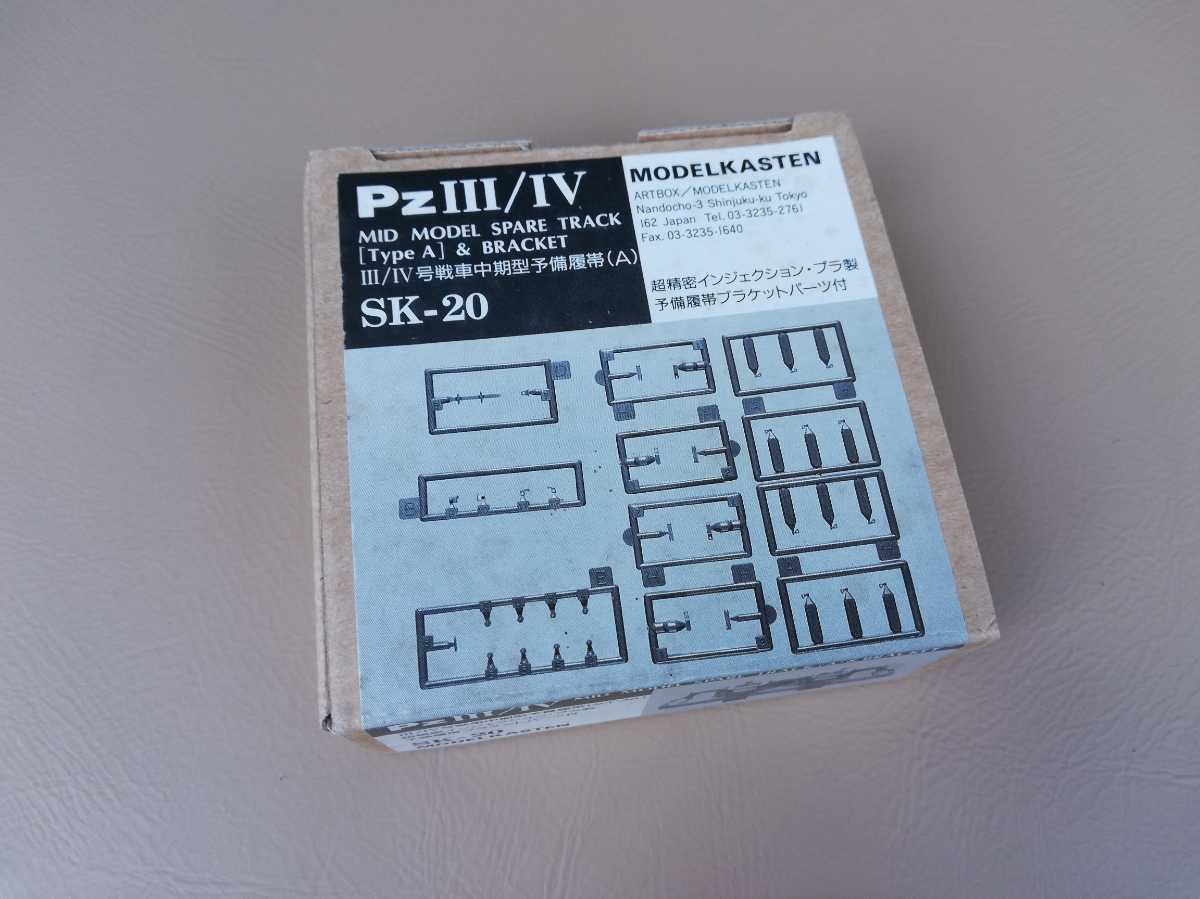 PzIII/IV
MID MODEL SPARE TRACK
[Type A] & BRACKET
III/IV号戦車中期型予備履帯(A)
SK-20
MODELKASTEN
ARTBOX/MODELKASTEN
Nandocho-3 Shinjuku-ku Tokyo
162 Japan Tel. 03-3235-2761
Fax. 03-3235-1640
超精密インジェクション・プラ製
予備履帯ブラケットパーツ付
PzIII/IV
SK-20
MODELKASTEN